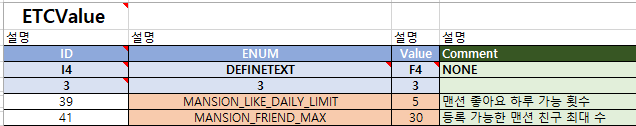 ETCValue
설명 설명 설명 설명
ID ENUM Value Comment
I4 DEFINETEXT F4 NONE
3 3 3
39 MANSION_LIKE_DAILY_LIMIT 5 맨션 좋아요 하루 가능 횟수
41 MANSION_FRIEND_MAX 30 등록 가능한 맨션 친구 최대 수